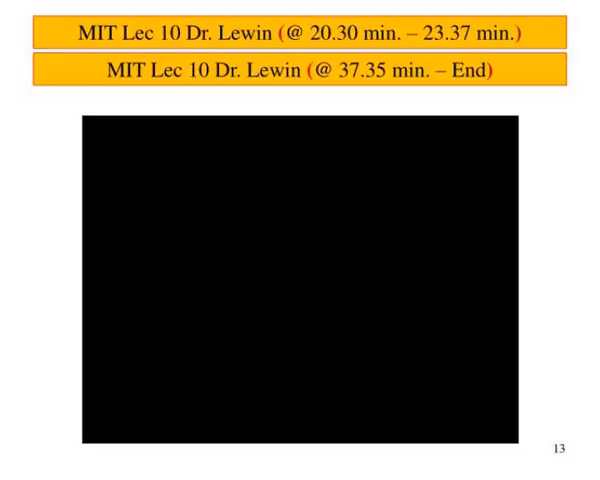 MIT Lec 10 Dr. Lewin (@ 20.30 min. – 23.37 min.)
MIT Lec 10 Dr. Lewin (@ 37.35 min. – End)
13